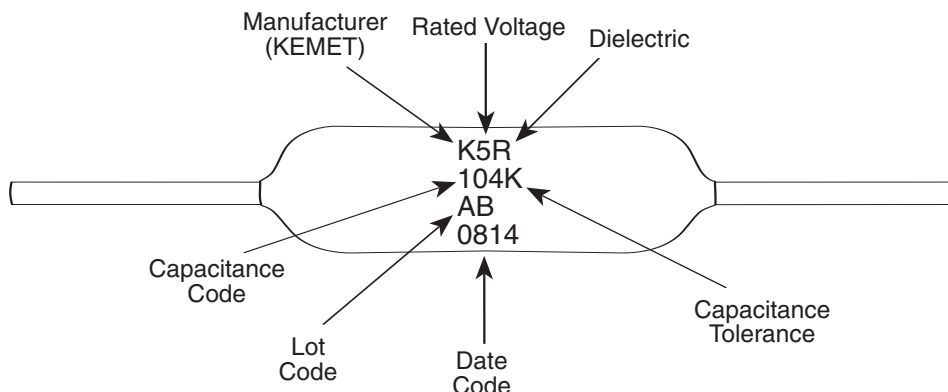 Manufacturer
(KEMET)
Rated Voltage
Dielectric
K5R
104K
AB
0814
Capacitance
Code
Lot
Code
Date
Code
Capacitance
Tolerance